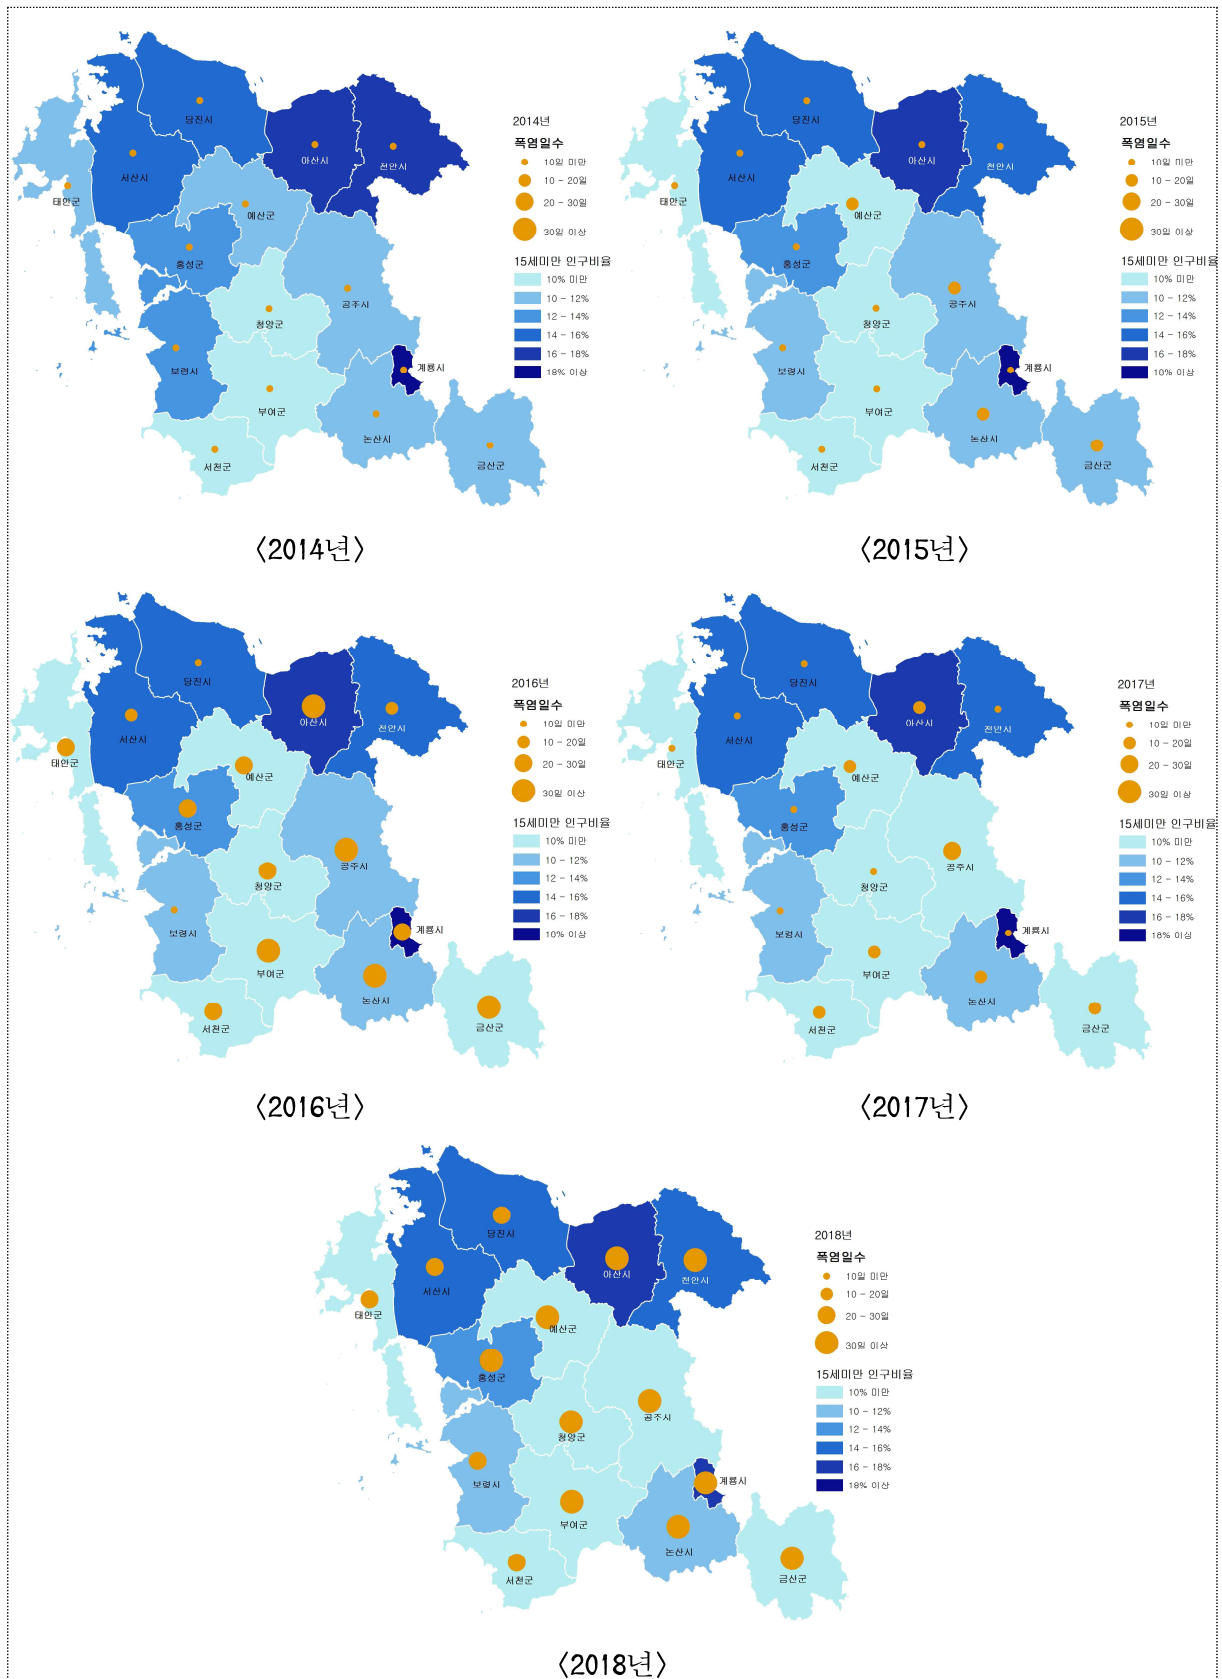 당진시
아산시
천안시
서산시
태안군
예산군
홍성군
공주시
청양군
계룡시
보령시
부여군
논산시
서천군
금산군
2014년
폭염일수
10일 미만
10 - 20일
20 - 30일
30일 이상
15세미만 인구비율
10% 미만
10 - 12%
12 - 14%
14 - 16%
16 - 18%
18% 이상
〈2014년〉
당진시
아산시
천안시
서산시
태안군
예산군
홍성군
공주시
청양군
계룡시
보령시
부여군
논산시
서천군
금산군
2015년
폭염일수
10일 미만
10 - 20일
20 - 30일
30일 이상
15세미만 인구비율
10% 미만
10 - 12%
12 - 14%
14 - 16%
16 - 18%
10% 이상
〈2015년〉
당진시
아산시
천안시
서산시
태안군
예산군
홍성군
공주시
청양군
계룡시
보령시
부여군
논산시
서천군
금산군
2016년
폭염일수
10일 미만
10 - 20일
20 - 30일
30일 이상
15세미만 인구비율
10% 미만
10 - 12%
12 - 14%
14 - 16%
16 - 18%
10% 이상
〈2016년〉
당진시
아산시
천안시
서산시
태안군
예산군
홍성군
공주시
청양군
계룡시
보령시
부여군
논산시
서천군
금산군
2017년
폭염일수
10일 미만
10 - 20일
20 - 30일
30일 이상
15세미만 인구비율
10% 미만
10 - 12%
12 - 14%
14 - 16%
16 - 18%
18% 이상
〈2017년〉
당진시
아산시
천안시
서산시
태안군
예산군
홍성군
공주시
청양군
계룡시
보령시
부여군
논산시
서천군
금산군
2018년
폭염일수
10일 미만
10 - 20일
20 - 30일
30일 이상
15세미만 인구비율
10% 미만
10 - 12%
12 - 14%
14 - 16%
16 - 18%
18% 이상
〈2018년〉